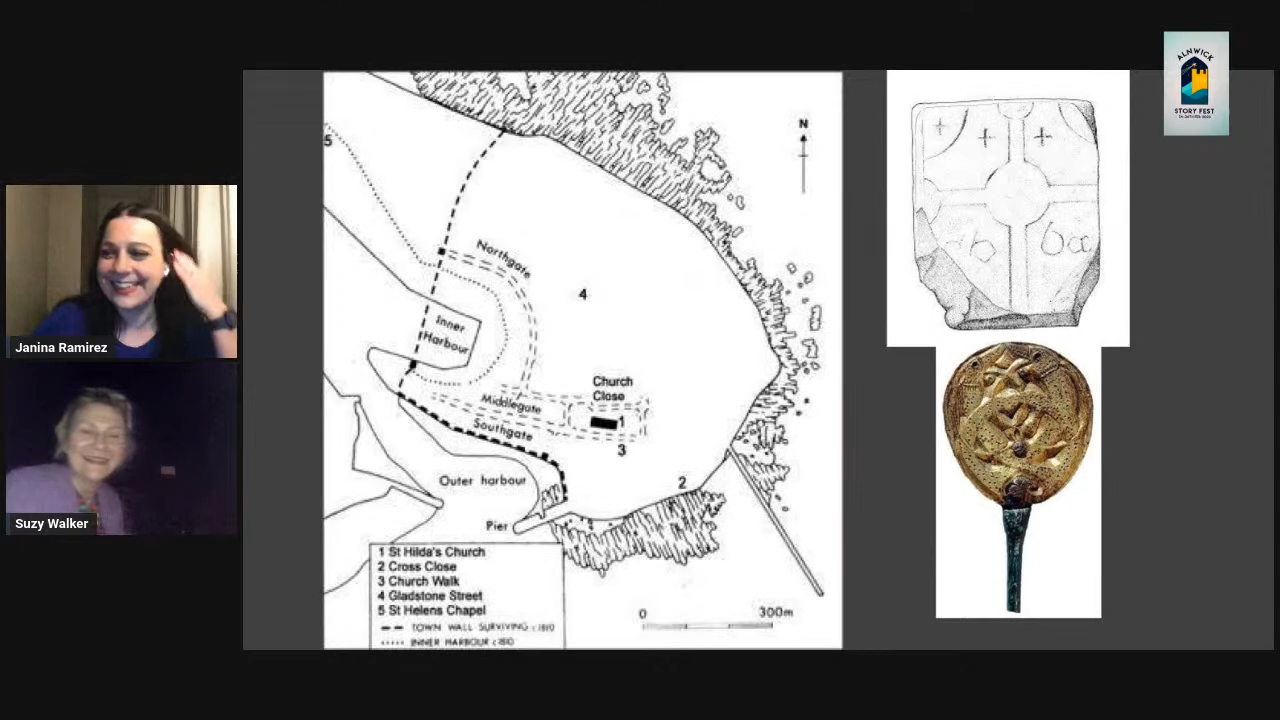 ALNWICK
STORY FEST
Janina Ramirez
Suzy Walker
N
5
Northgate
4
Inner
Harbour
Church
Close
Middlegate
1
Southgate
3
Outer harbour
2
Pier
1 St Hilda's Church
2 Cross Close
3 Church Walk
4 Gladstone Street
5 St Helens Chapel
TOWN WALL SURVIVING c 1810
INNER HARBOUR c 1810
0 300m